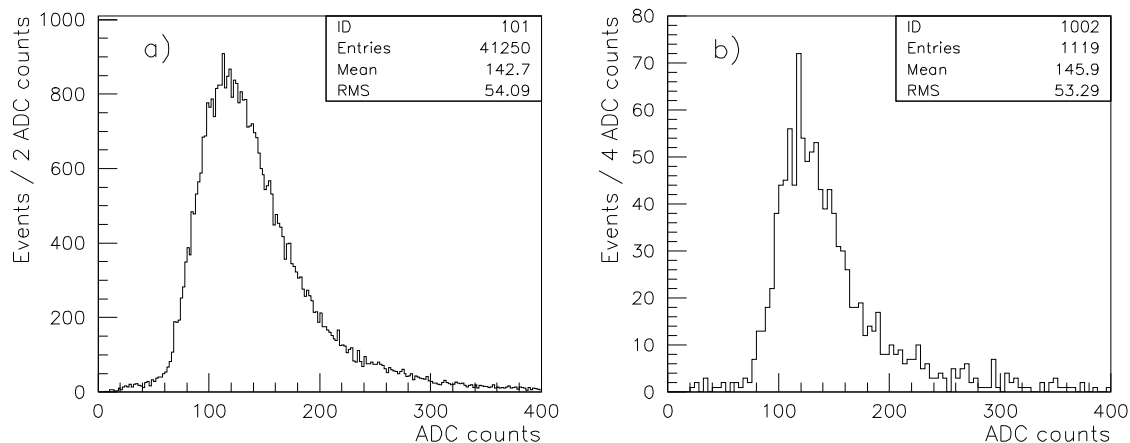 a)
ID 101
Entries 41250
Mean 142.7
RMS 54.09
Events / 2 ADC counts
1000
800
600
400
200
0
0 100 200 300 400
ADC counts
b)
ID 1002
Entries 1119
Mean 145.9
RMS 53.29
Events / 4 ADC counts
80
70
60
50
40
30
20
10
0
0 100 200 300 400
ADC counts